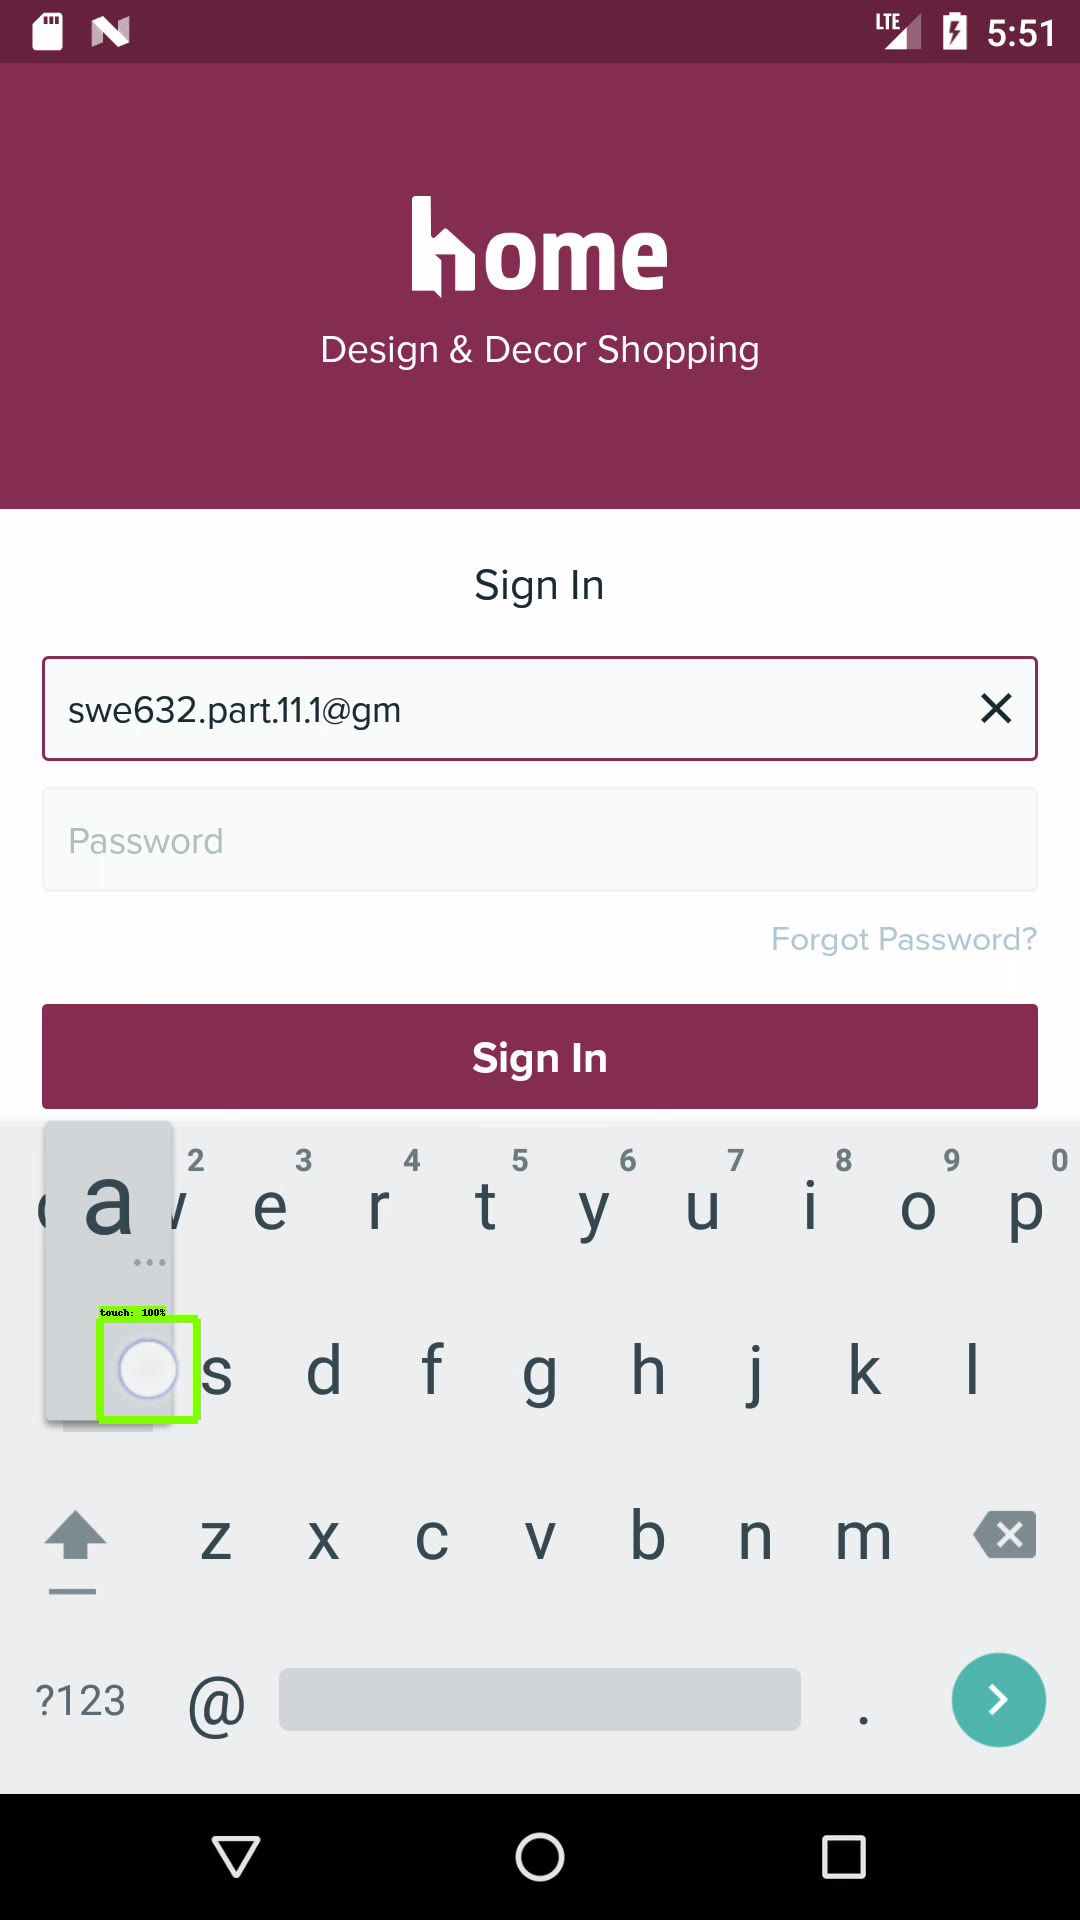 LTE 5:51
home
Design & Decor Shopping
Sign In
swe632.part.11.1@gm
Password
Forgot Password?
Sign In
2 3 4 5 6 7 8 9 0
a e r t y u i o p
touch: 100%
s d f g h j k l
z x c v b n m
?123 @ .